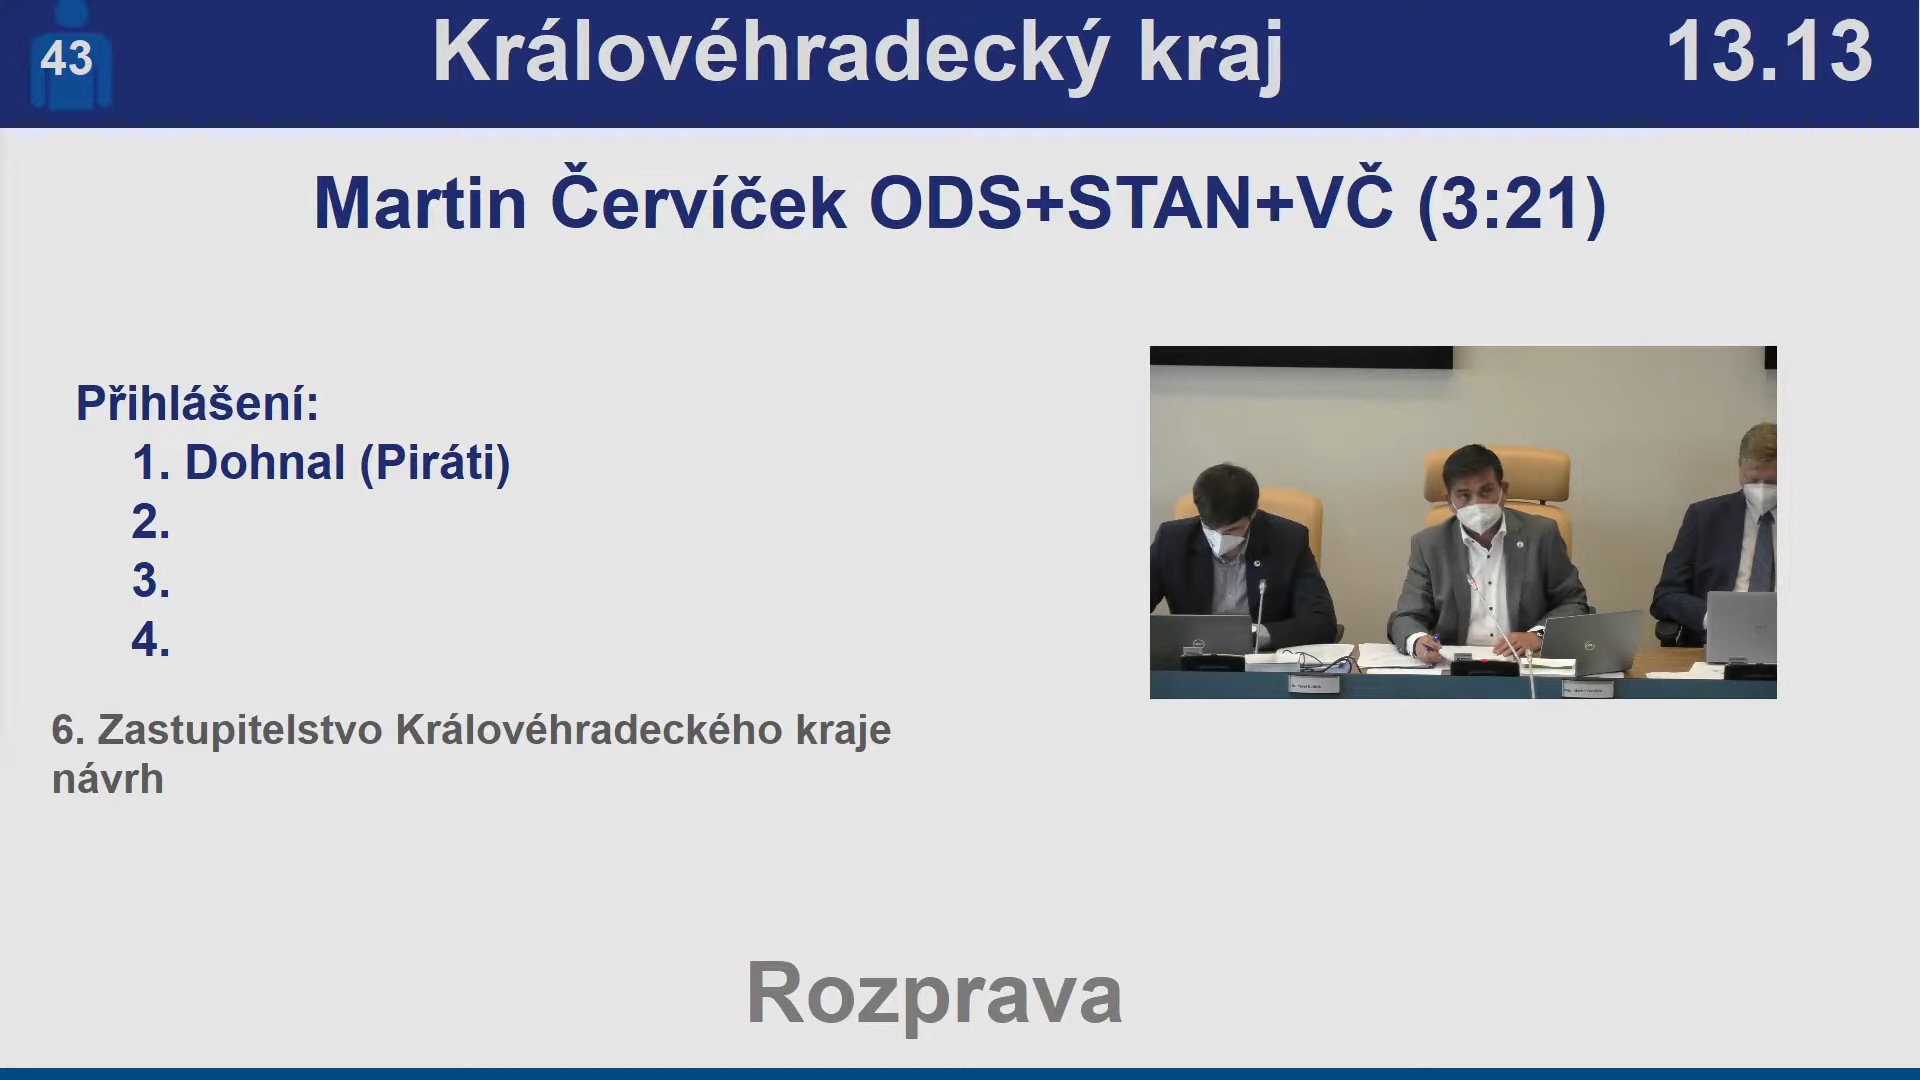 43
Královéhradecký kraj
13.13
Martin Červíček ODS+STAN+VČ (3:21)
Přihlášení:
1. Dohnal (Piráti)
2.
3.
4.
6. Zastupitelstvo Královéhradeckého kraje
návrh
Rozprava